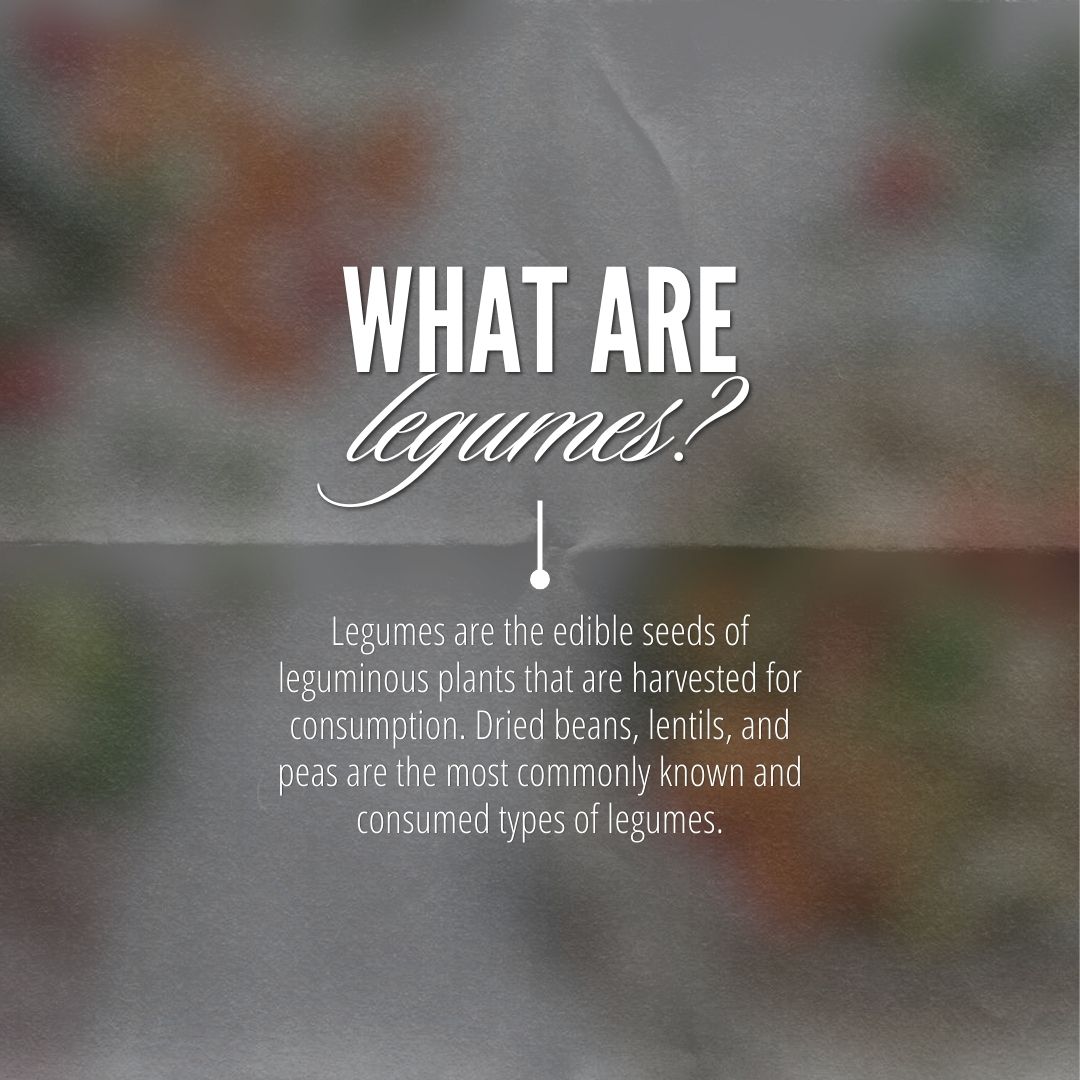 WHAT ARE
legumes?
Legumes are the edible seeds of
leguminous plants that are harvested for
consumption. Dried beans, lentils, and
peas are the most commonly known and
consumed types of legumes.